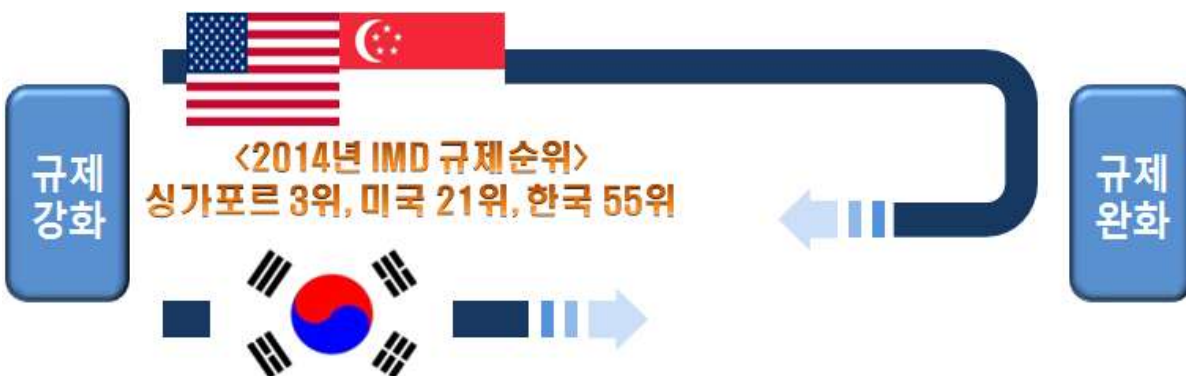 <2014년 IMD 규제순위>
싱가포르 3위, 미국 21위, 한국 55위
규제
강화
규제
완화